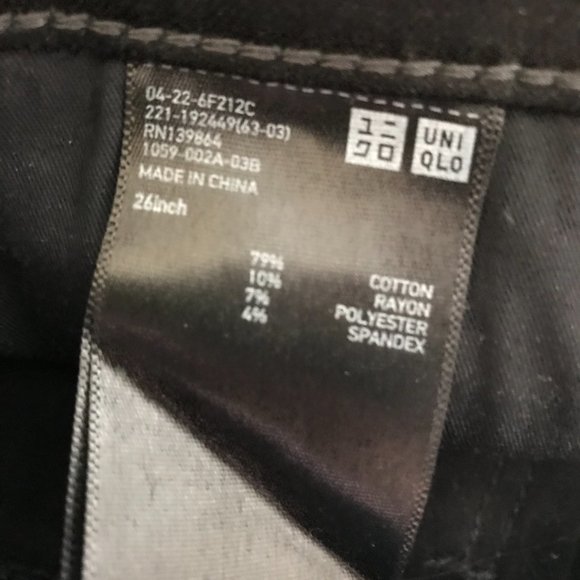 04-22-6F212C
221-192449(63-03)
RN139864
1059-002A-03B
MADE IN CHINA
26inch
ユニ
クロ
UNI
QLO
79% COTTON
10% RAYON
7% POLYESTER
4% SPANDEX